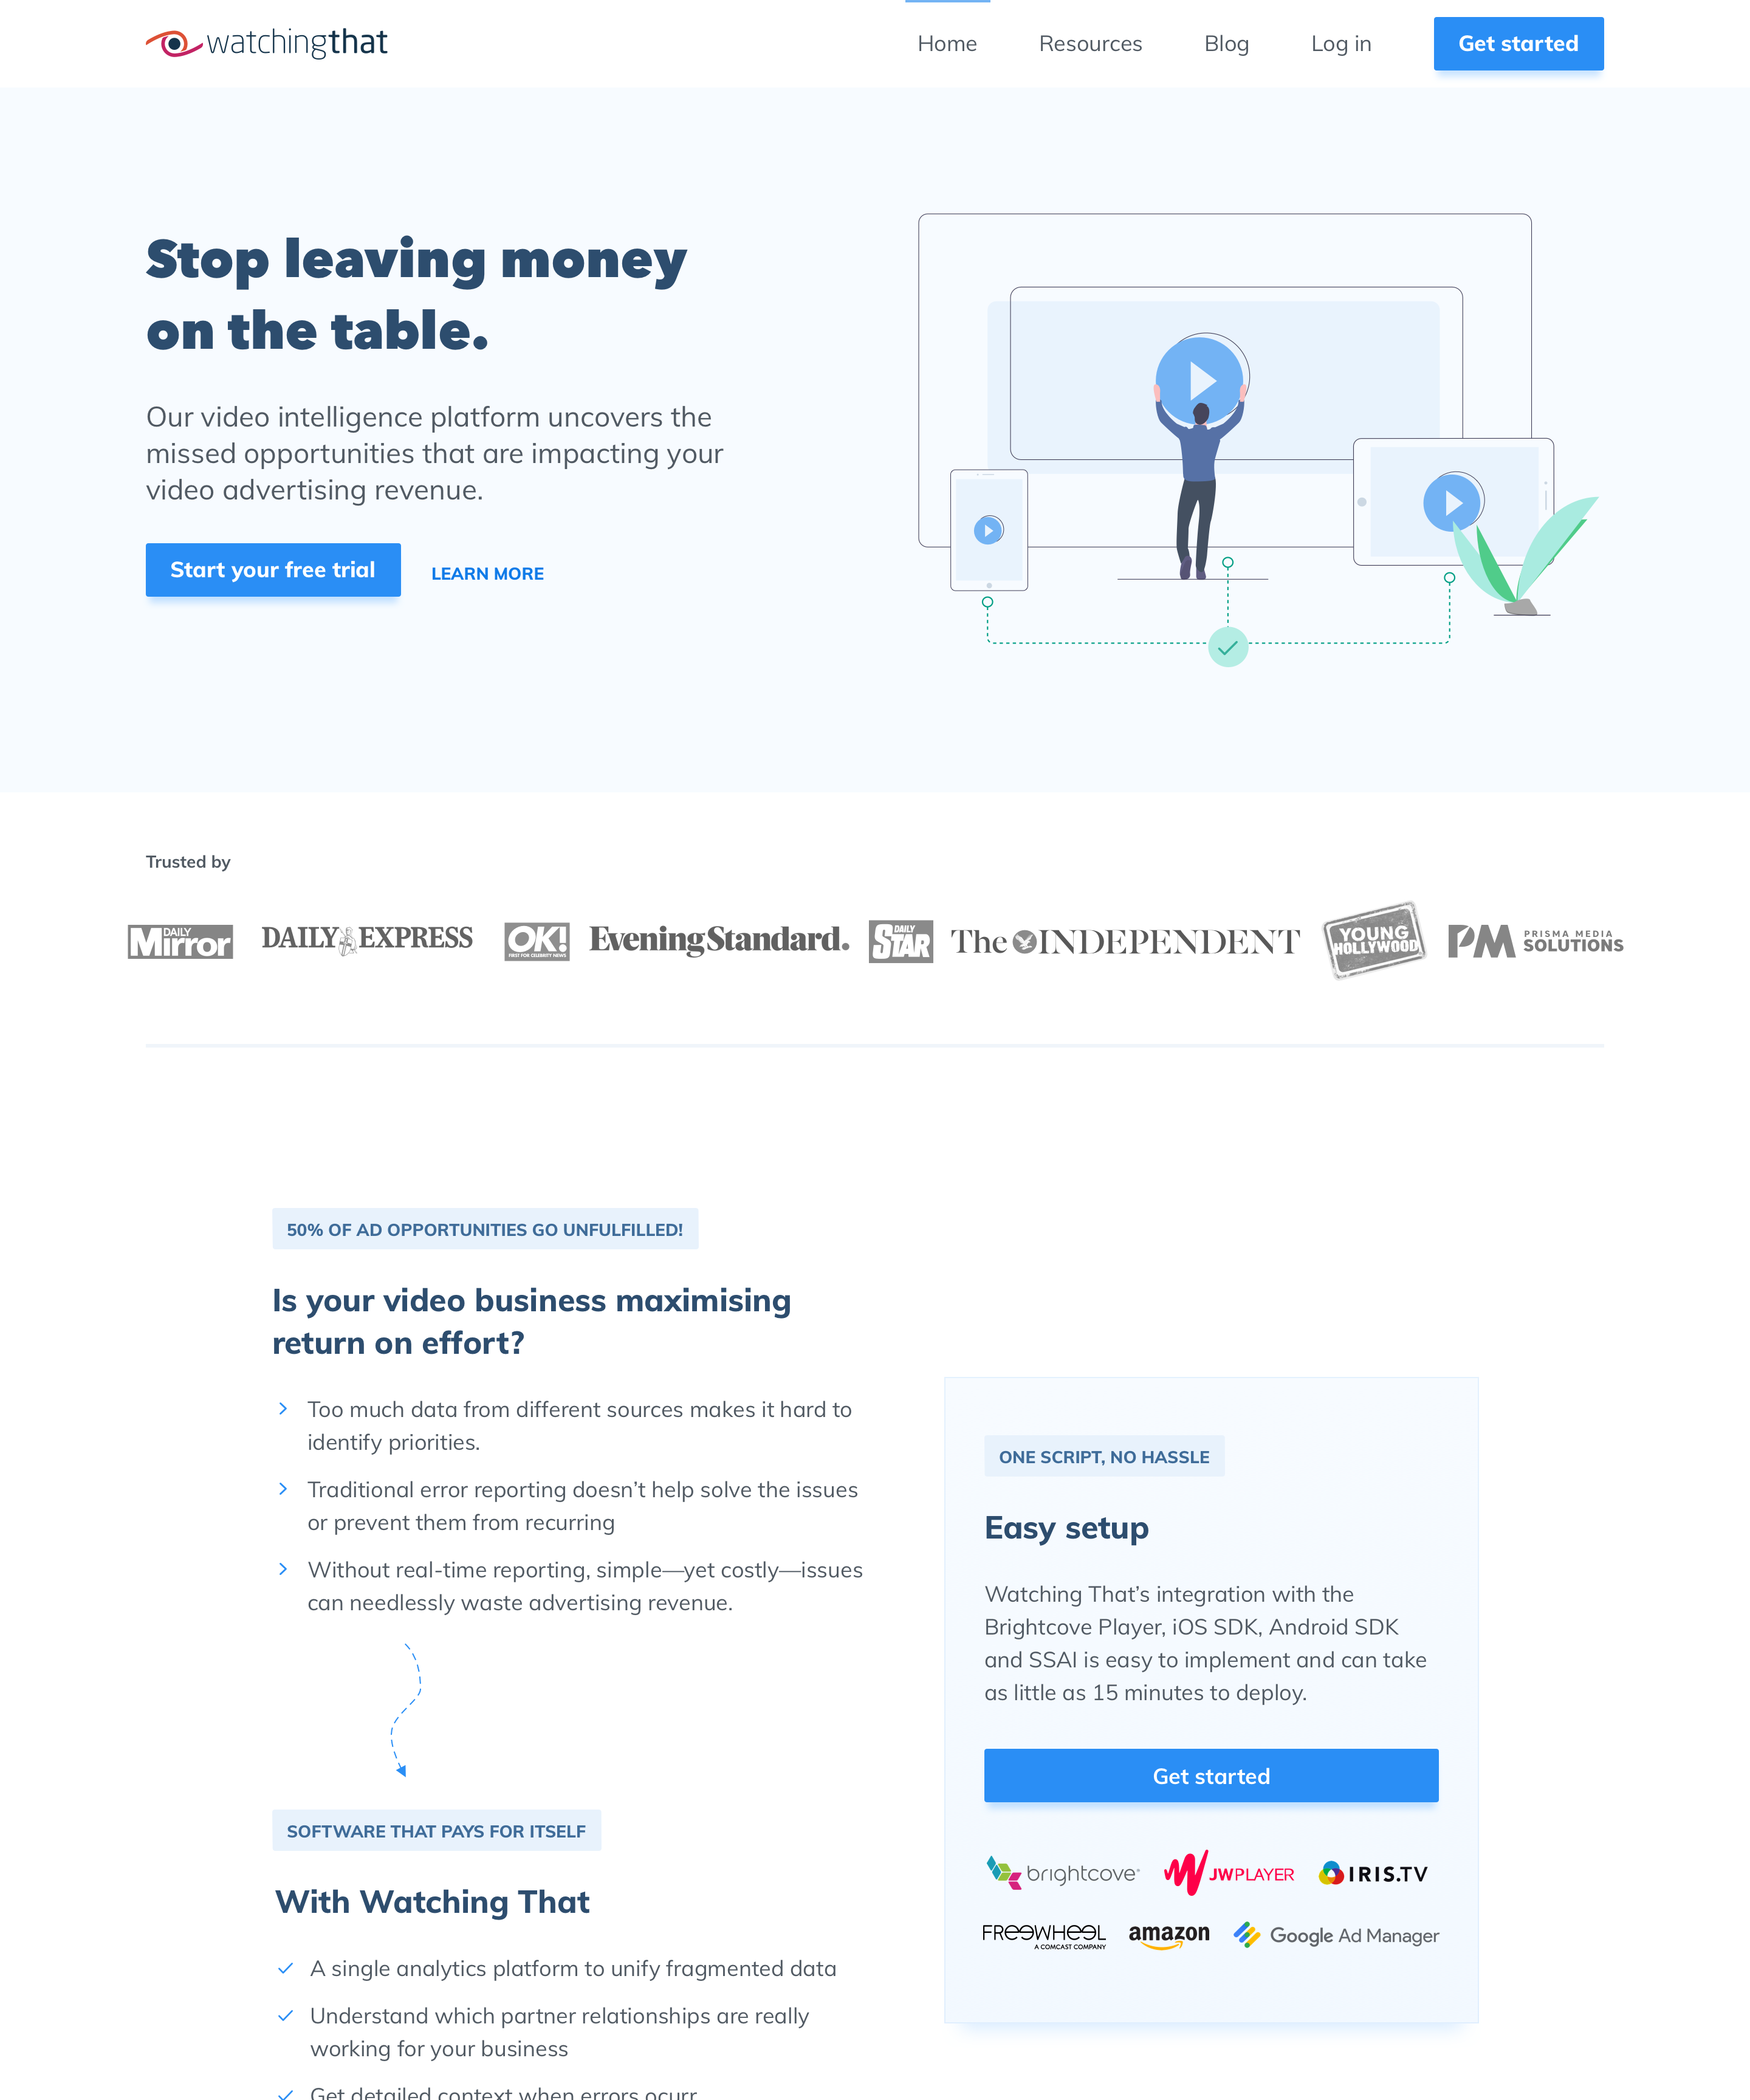 watchingthat
Home
Resources
Blog
Log in
Get started
Stop leaving money
on the table.
Our video intelligence platform uncovers the
missed opportunities that are impacting your
video advertising revenue.
Start your free trial
LEARN MORE
Trusted by
DAILY
Mirror
DAILY EXPRESS
OK!
FIRST FOR CELEBRITY NEWS
Evening Standard.
DAILY
STAR
The INDEPENDENT
YOUNG
HOLLYWOOD
PM
PRISMA MEDIA
SOLUTIONS
50% OF AD OPPORTUNITIES GO UNFULFILLED!
Is your video business maximising
return on effort?
Too much data from different sources makes it hard to
identify priorities.
Traditional error reporting doesn’t help solve the issues
or prevent them from recurring
Without real-time reporting, simple—yet costly—issues
can needlessly waste advertising revenue.
SOFTWARE THAT PAYS FOR ITSELF
With Watching That
A single analytics platform to unify fragmented data
Understand which partner relationships are really
working for your business
Get detailed context when errors ocurr
ONE SCRIPT, NO HASSLE
Easy setup
Watching That’s integration with the
Brightcove Player, iOS SDK, Android SDK
and SSAI is easy to implement and can take
as little as 15 minutes to deploy.
Get started
brightcove
JWPLAYER
IRIS.TV
FREEWHEEL
A COMCAST COMPANY
amazon
Google Ad Manager